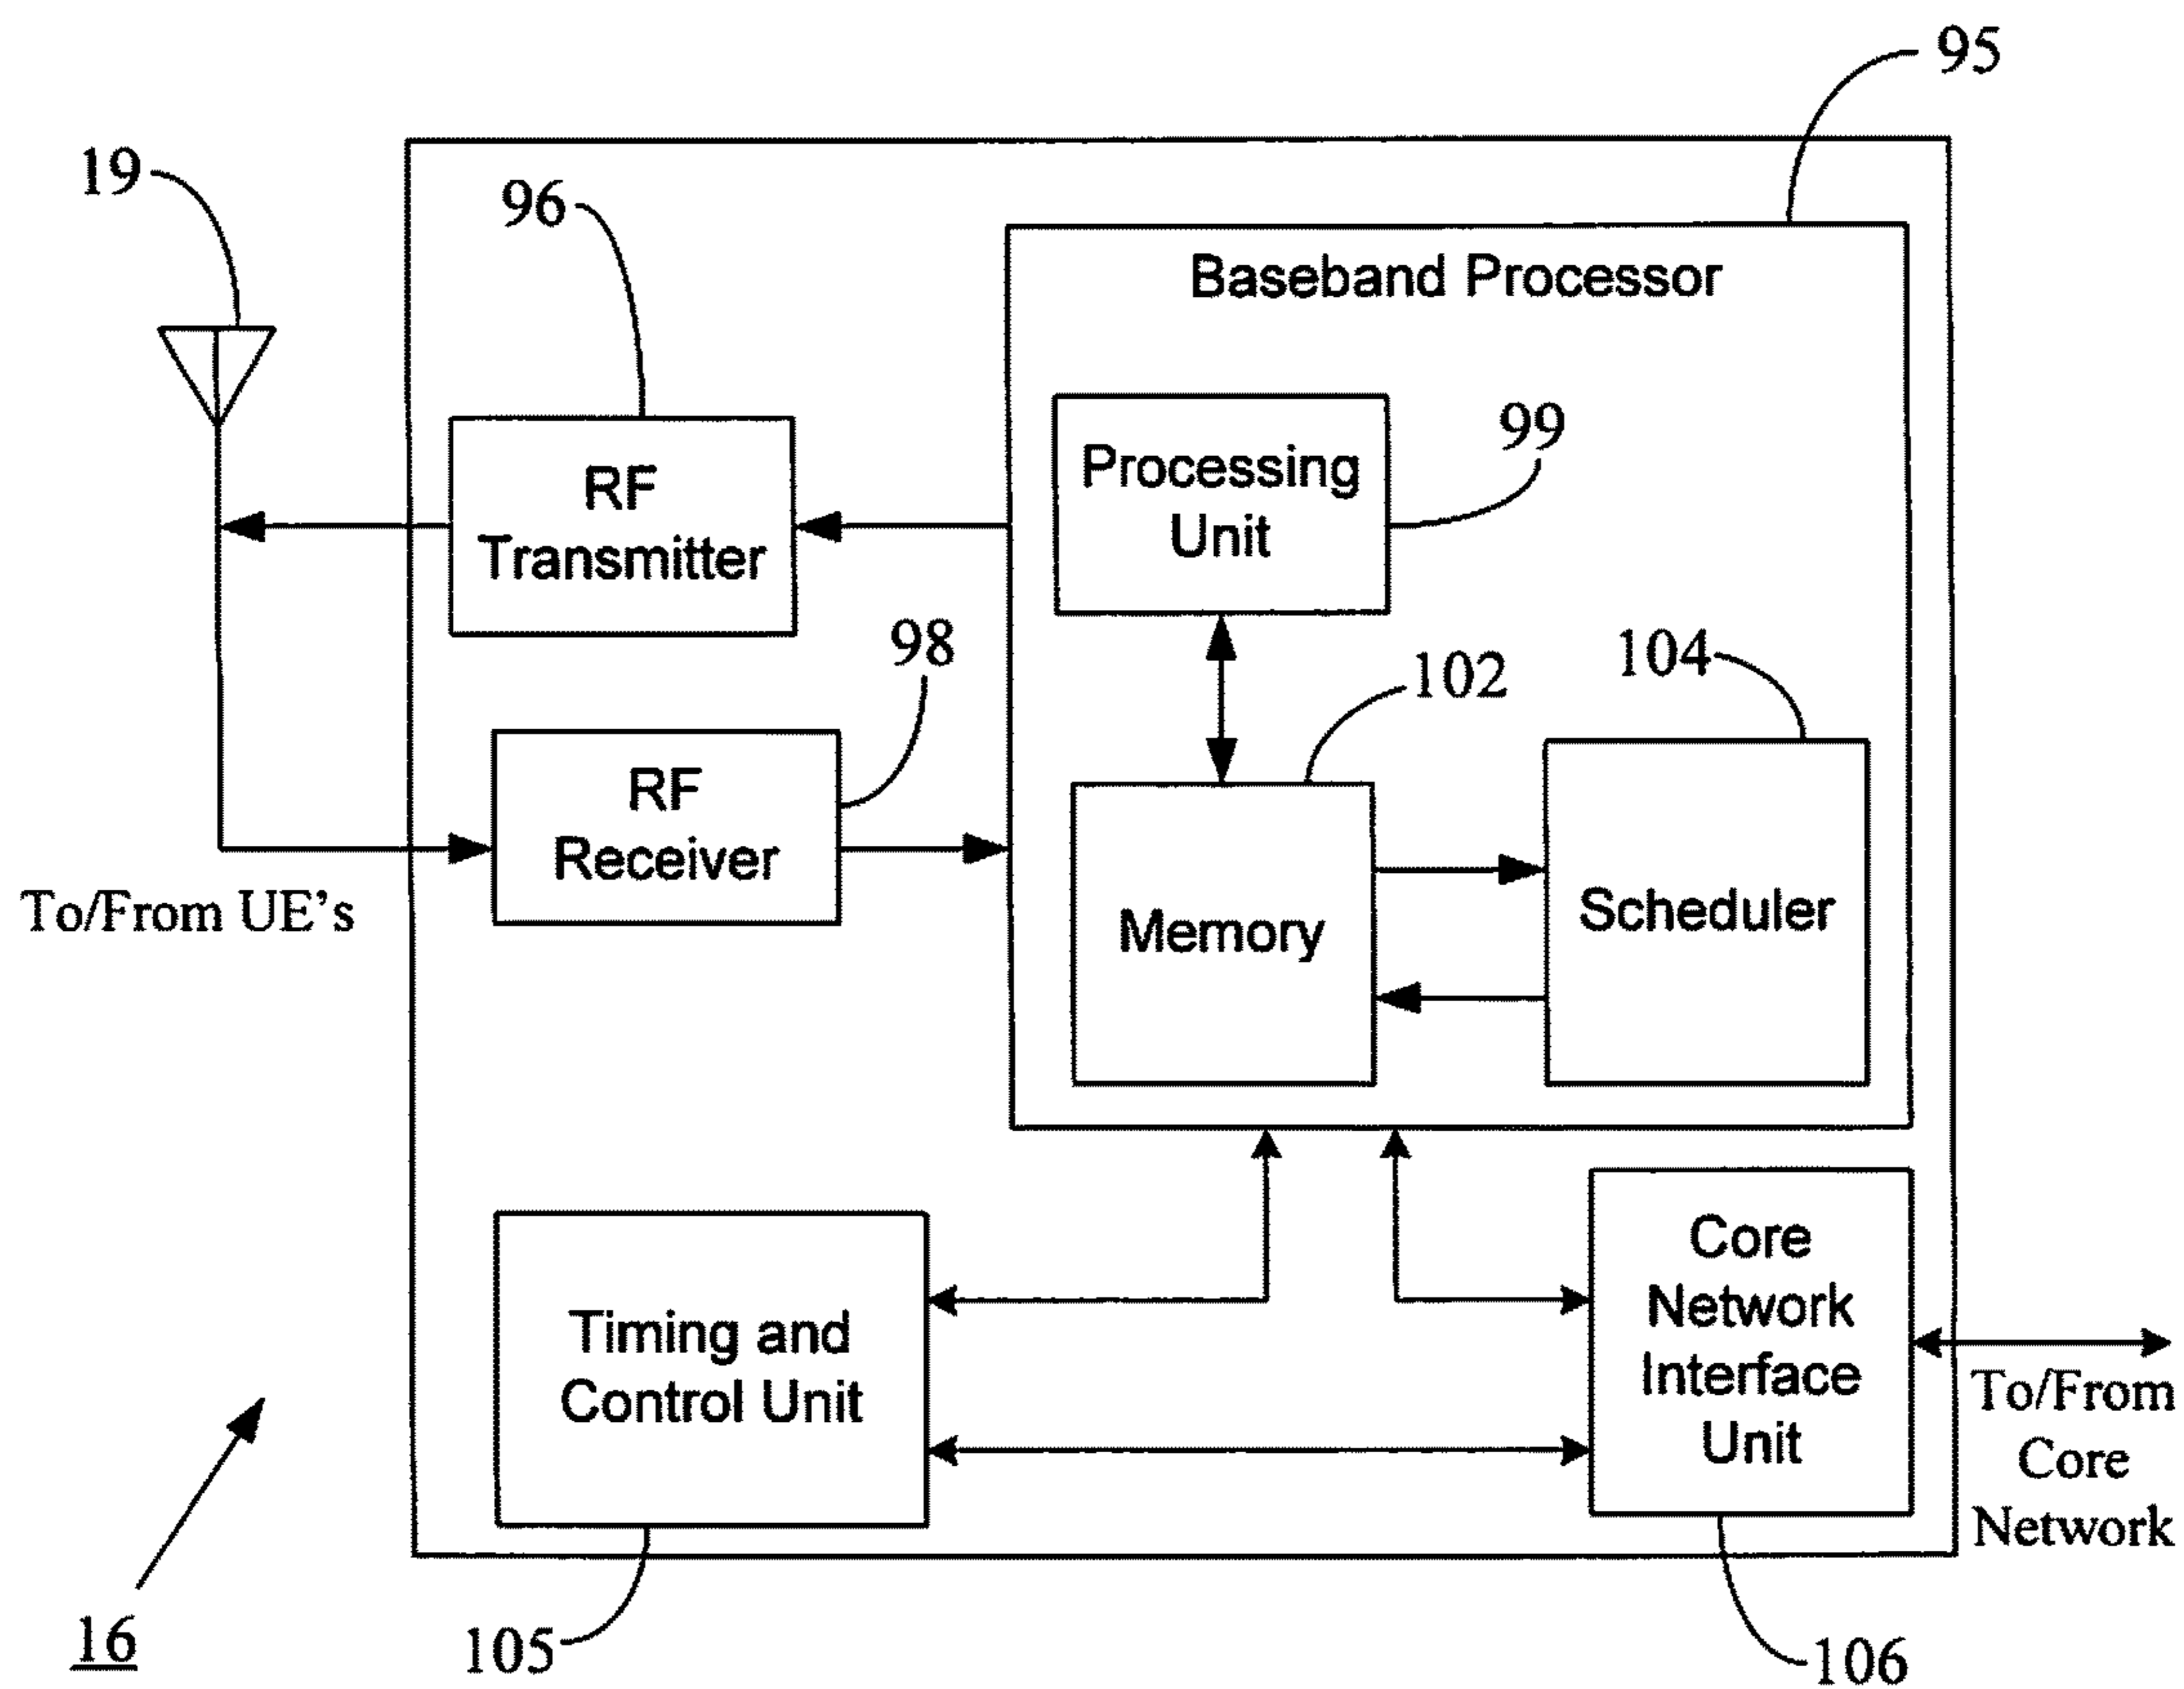 95
19
96
Baseband Processor
99
Processing
Unit
RF
Transmitter
98
102
104
RF
Receiver
To/From UE's
Memory
Scheduler
Core
Network
Interface
Unit
Timing and
Control Unit
To/From
Core
Network
16
105
106